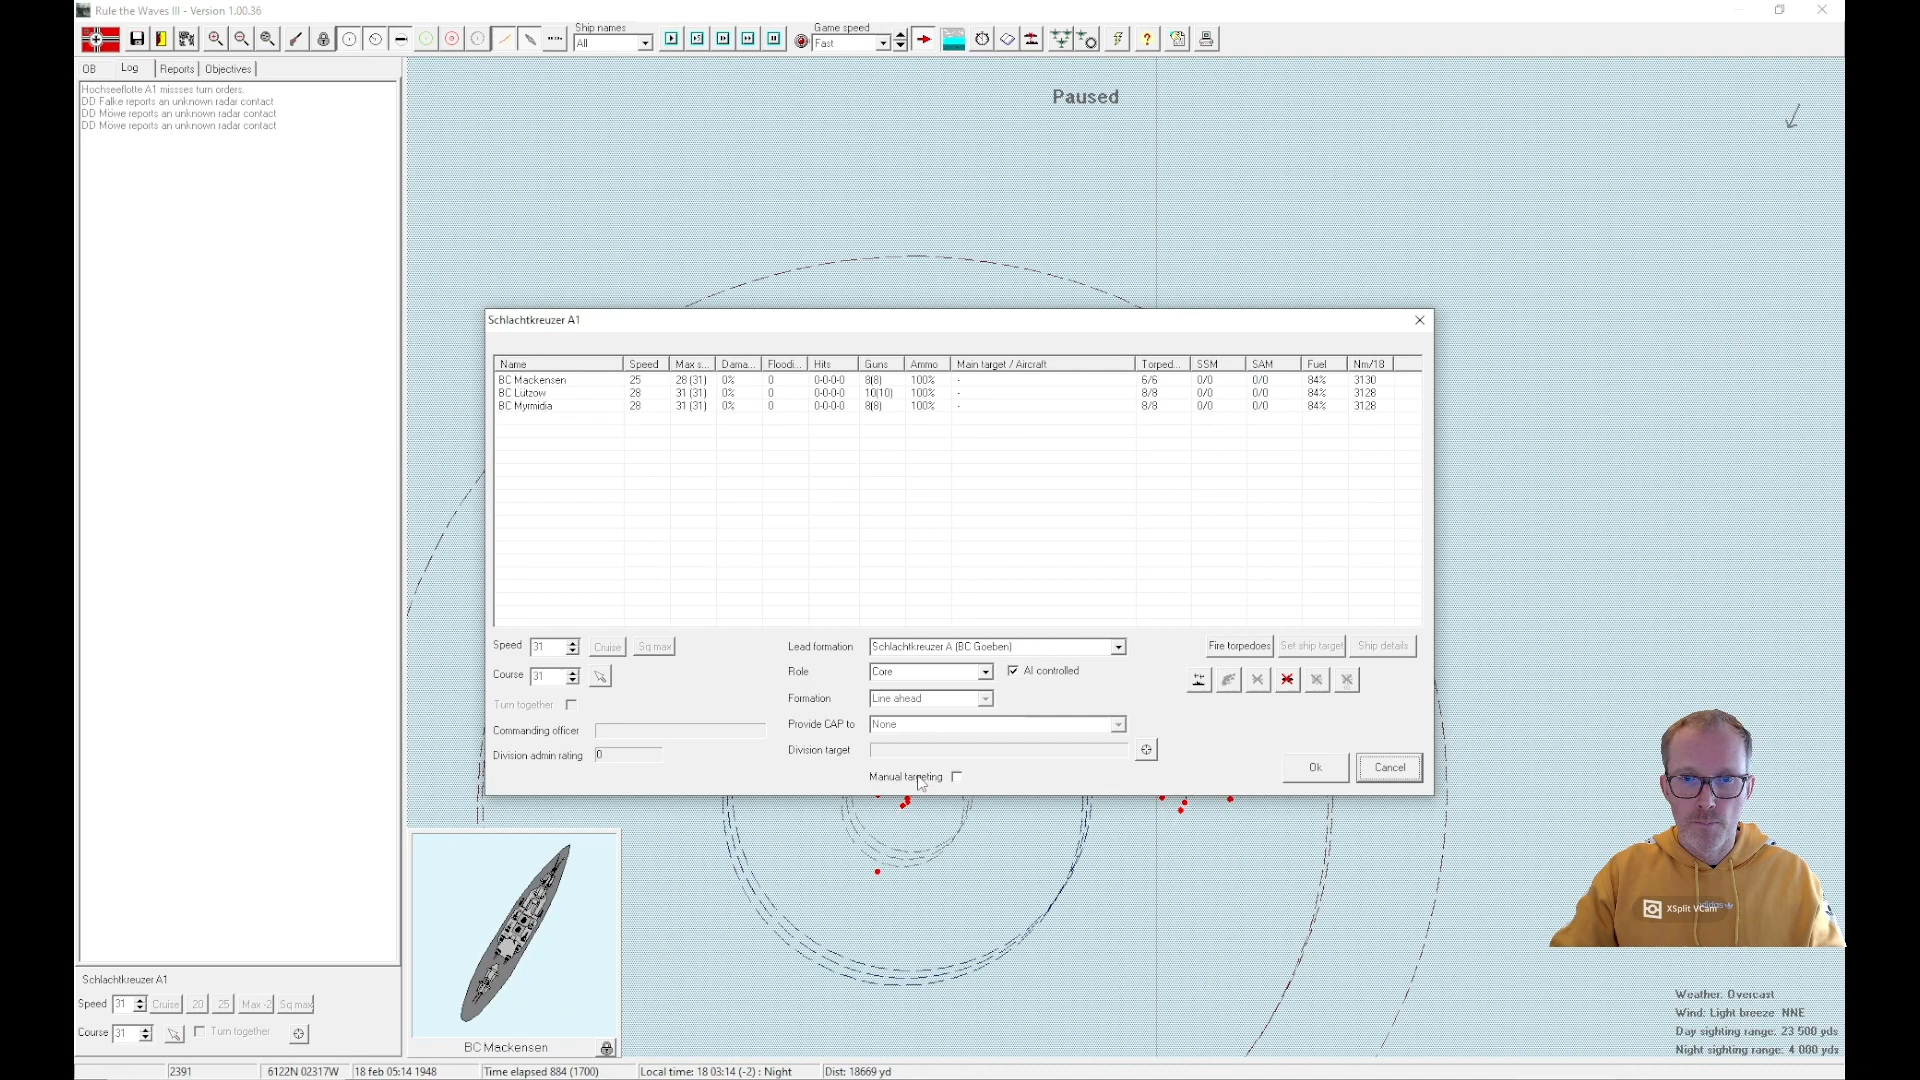 Rule the Waves III - Version 1.00.36
Ship names
All
Game speed
Fast
OB
Log
Reports
Objectives
Hochseeflotte A1 missses turn orders.
DD Falke reports an unknown radar contact
DD Möwe reports an unknown radar contact
DD Möwe reports an unknown radar contact
Paused
Schlachtkreuzer A1
Name Speed Max s... Dama... Floodi... Hits Guns Ammo Main target / Aircraft Torped... SSM SAM Fuel Nm/18
BC Mackensen 25 28 (31) 0% 0 0-0-0-0 8(8) 100% - 6/6 0/0 0/0 84% 3130
BC Lützow 28 31 (31) 0% 0 0-0-0-0 10(10) 100% - 8/8 0/0 0/0 84% 3128
BC Myrmidia 28 31 (31) 0% 0 0-0-0-0 8(8) 100% - 8/8 0/0 0/0 84% 3128
Speed 31 Cruise Sq max
Course 31
Turn together
Commanding officer
Division admin rating 0
Lead formation Schlachtkreuzer A (BC Goeben)
Role Core AI controlled
Formation Line ahead
Provide CAP to None
Division target
Manual targeting
Fire torpedoes Set ship target Ship details
Ok Cancel
XSplit VCam
Schlachtkreuzer A1
Speed 31 Cruise 20 25 Max -2 Sq max
Course 31 Turn together
BC Mackensen
Weather: Overcast
Wind: Light breeze NNE
Day sighting range: 23 500 yds
Night sighting range: 4 000 yds
2391 6122N 02317W 18 feb 05:14 1948 Time elapsed 884 (1700) Local time: 18 03:14 (-2) : Night Dist: 18669 yd